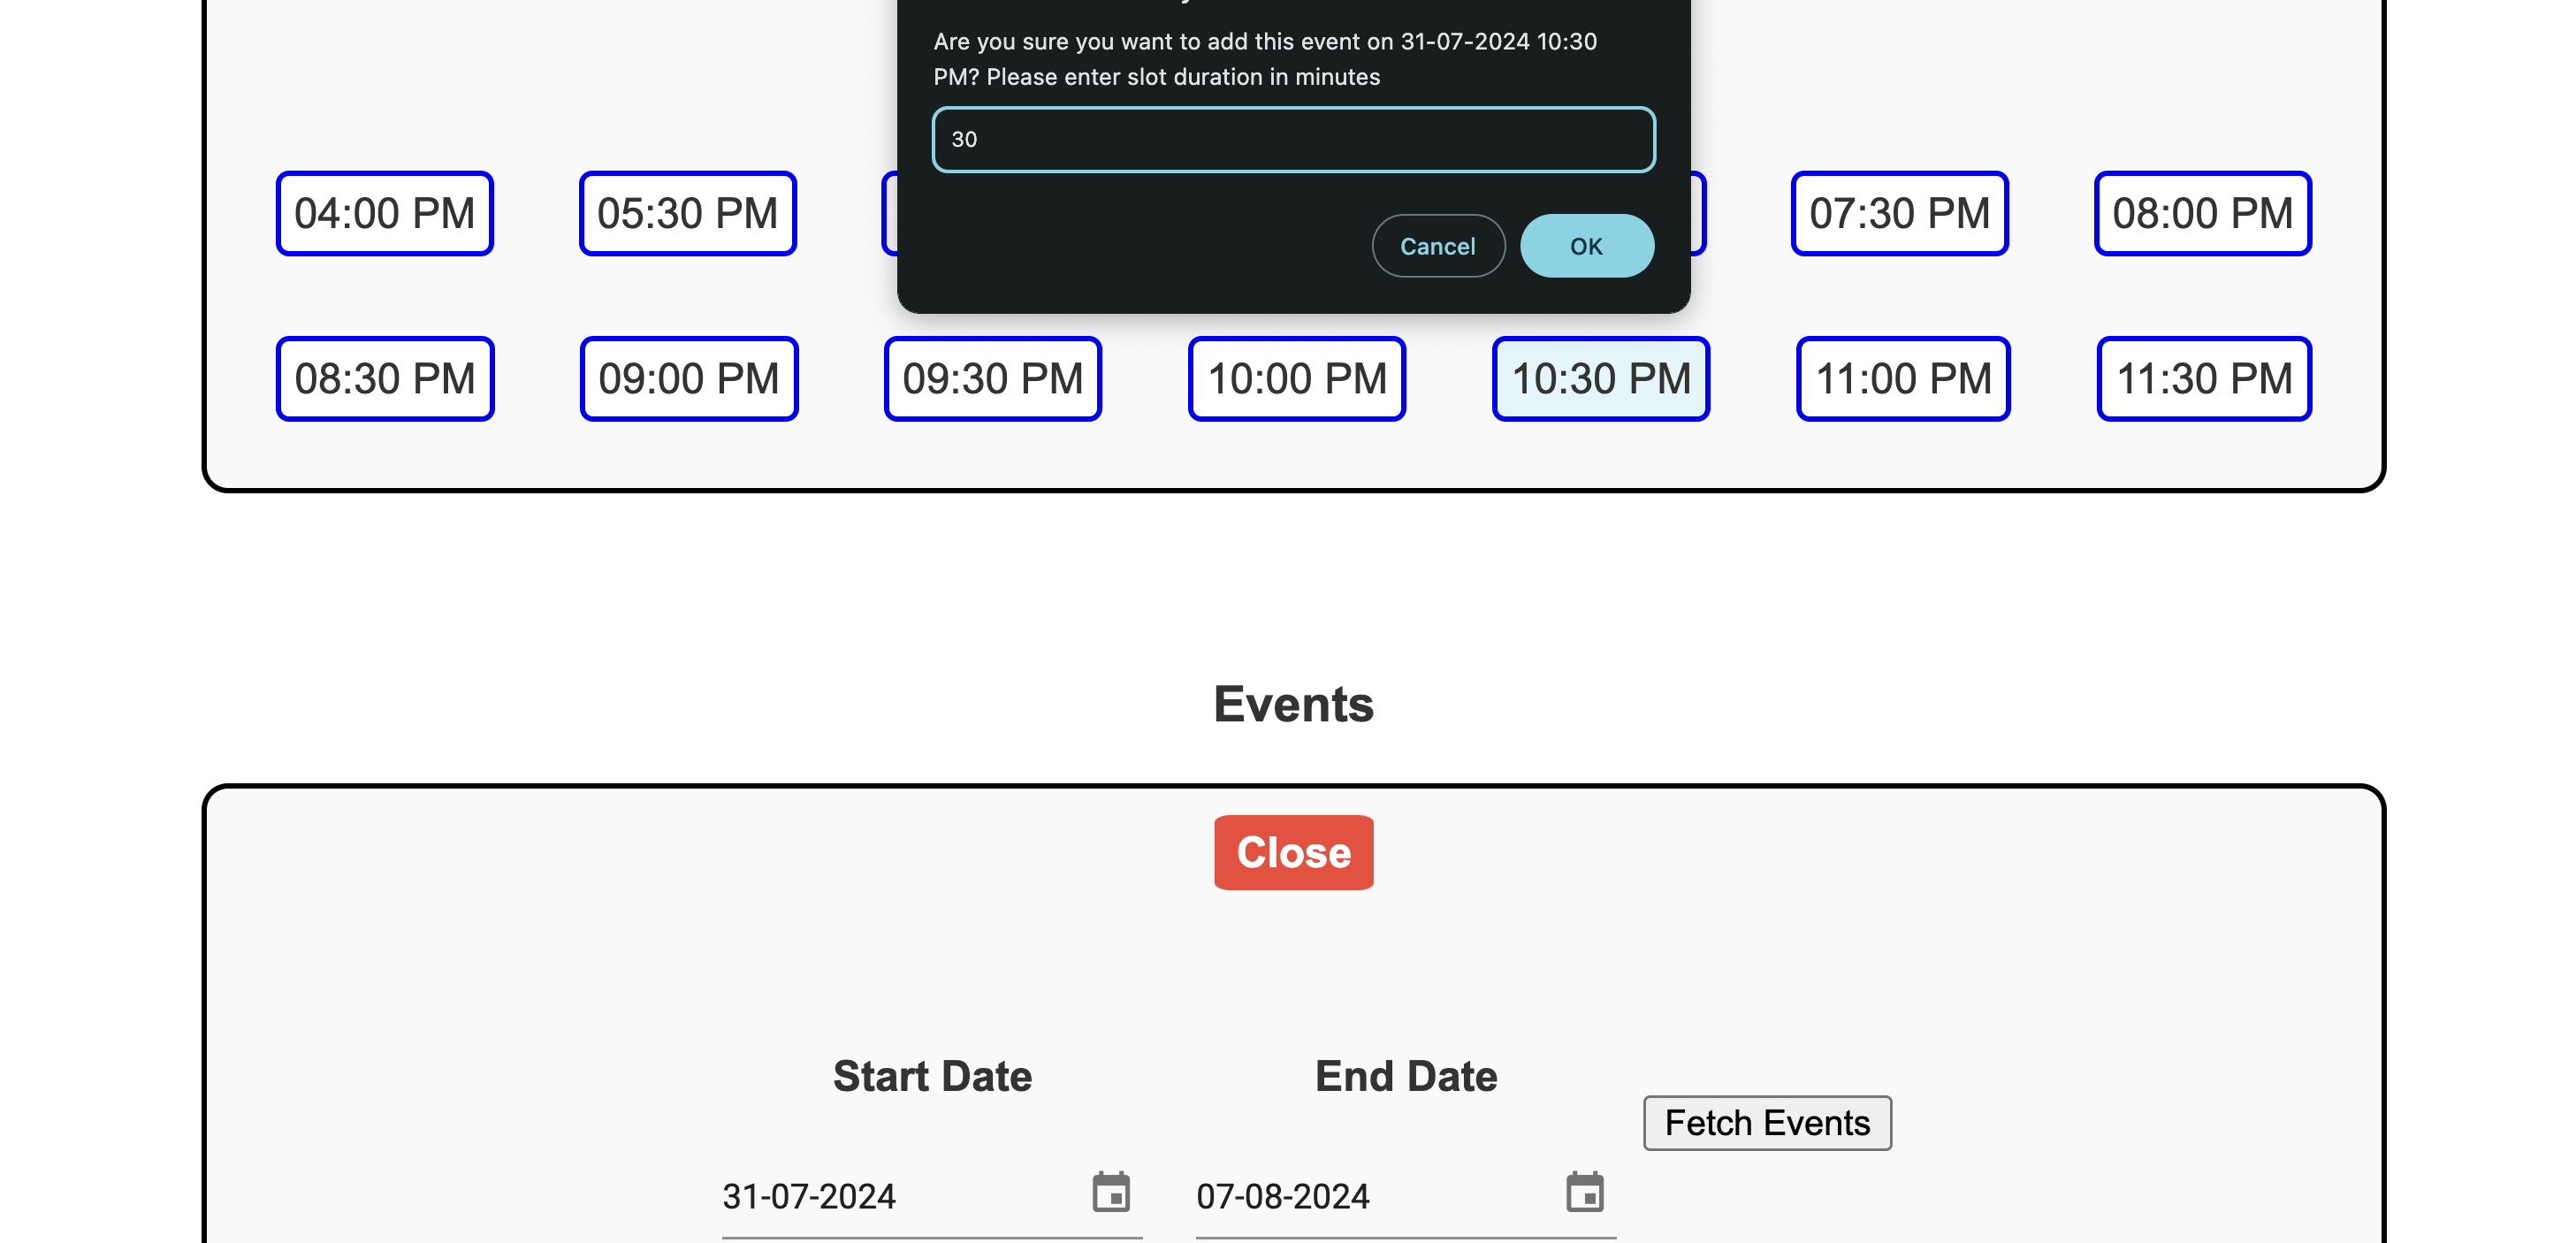 Are you sure you want to add this event on 31-07-2024 10:30
PM? Please enter slot duration in minutes
30
Cancel OK
04:00 PM 05:30 PM 07:30 PM 08:00 PM
08:30 PM 09:00 PM 09:30 PM 10:00 PM 10:30 PM 11:00 PM 11:30 PM
Events
Close
Start Date End Date
Fetch Events
31-07-2024 07-08-2024